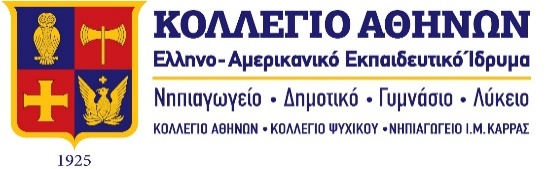 ΚΟΛΛΕΓΙΟ ΑΘΗΝΩΝ
Ελληνο-Αμερικανικό Εκπαιδευτικό Ίδρυμα
Νηπιαγωγείο • Δημοτικό • Γυμνάσιο • Λύκειο
ΚΟΛΛΕΓΙΟ ΑΘΗΝΩΝ • ΚΟΛΛΕΓΙΟ ΨΥΧΙΚΟΥ • ΝΗΠΙΑΓΩΓΕΙΟ Ι.Μ. ΚΑΡΡΑΣ
1925